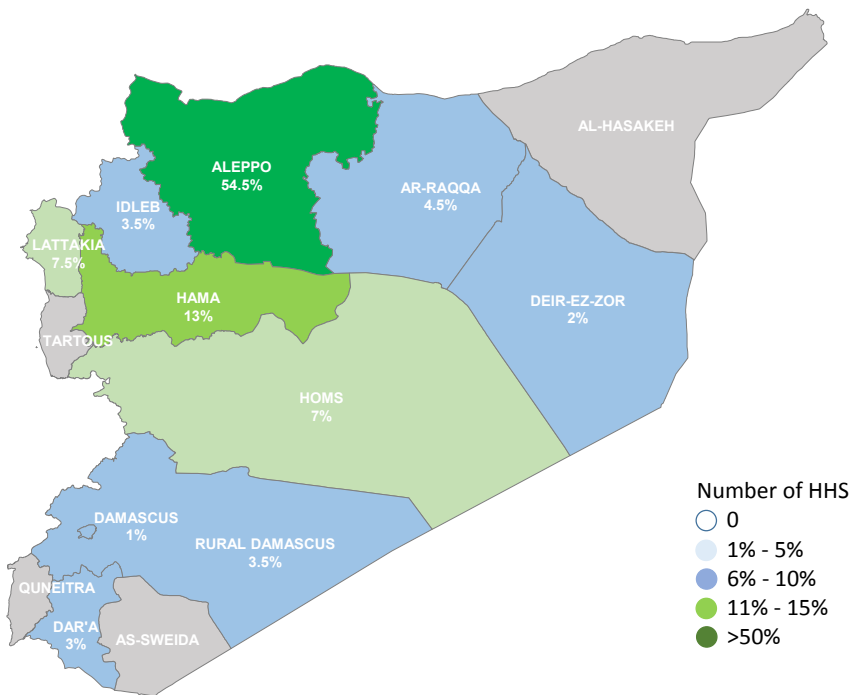 AL-HASAKEH
ALEPPO
54.5%
AR-RAQQA
4.5%
IDLEB
3.5%
LATTAKIA
7.5%
HAMA
13%
DEIR-EZ-ZOR
2%
TARTOUS
HOMS
7%
DAMASCUS
1%
RURAL DAMASCUS
3.5%
QUNEITRA
DAR'A
3%
AS-SWEIDA
Number of HHS
0
1% - 5%
6% - 10%
11% - 15%
>50%